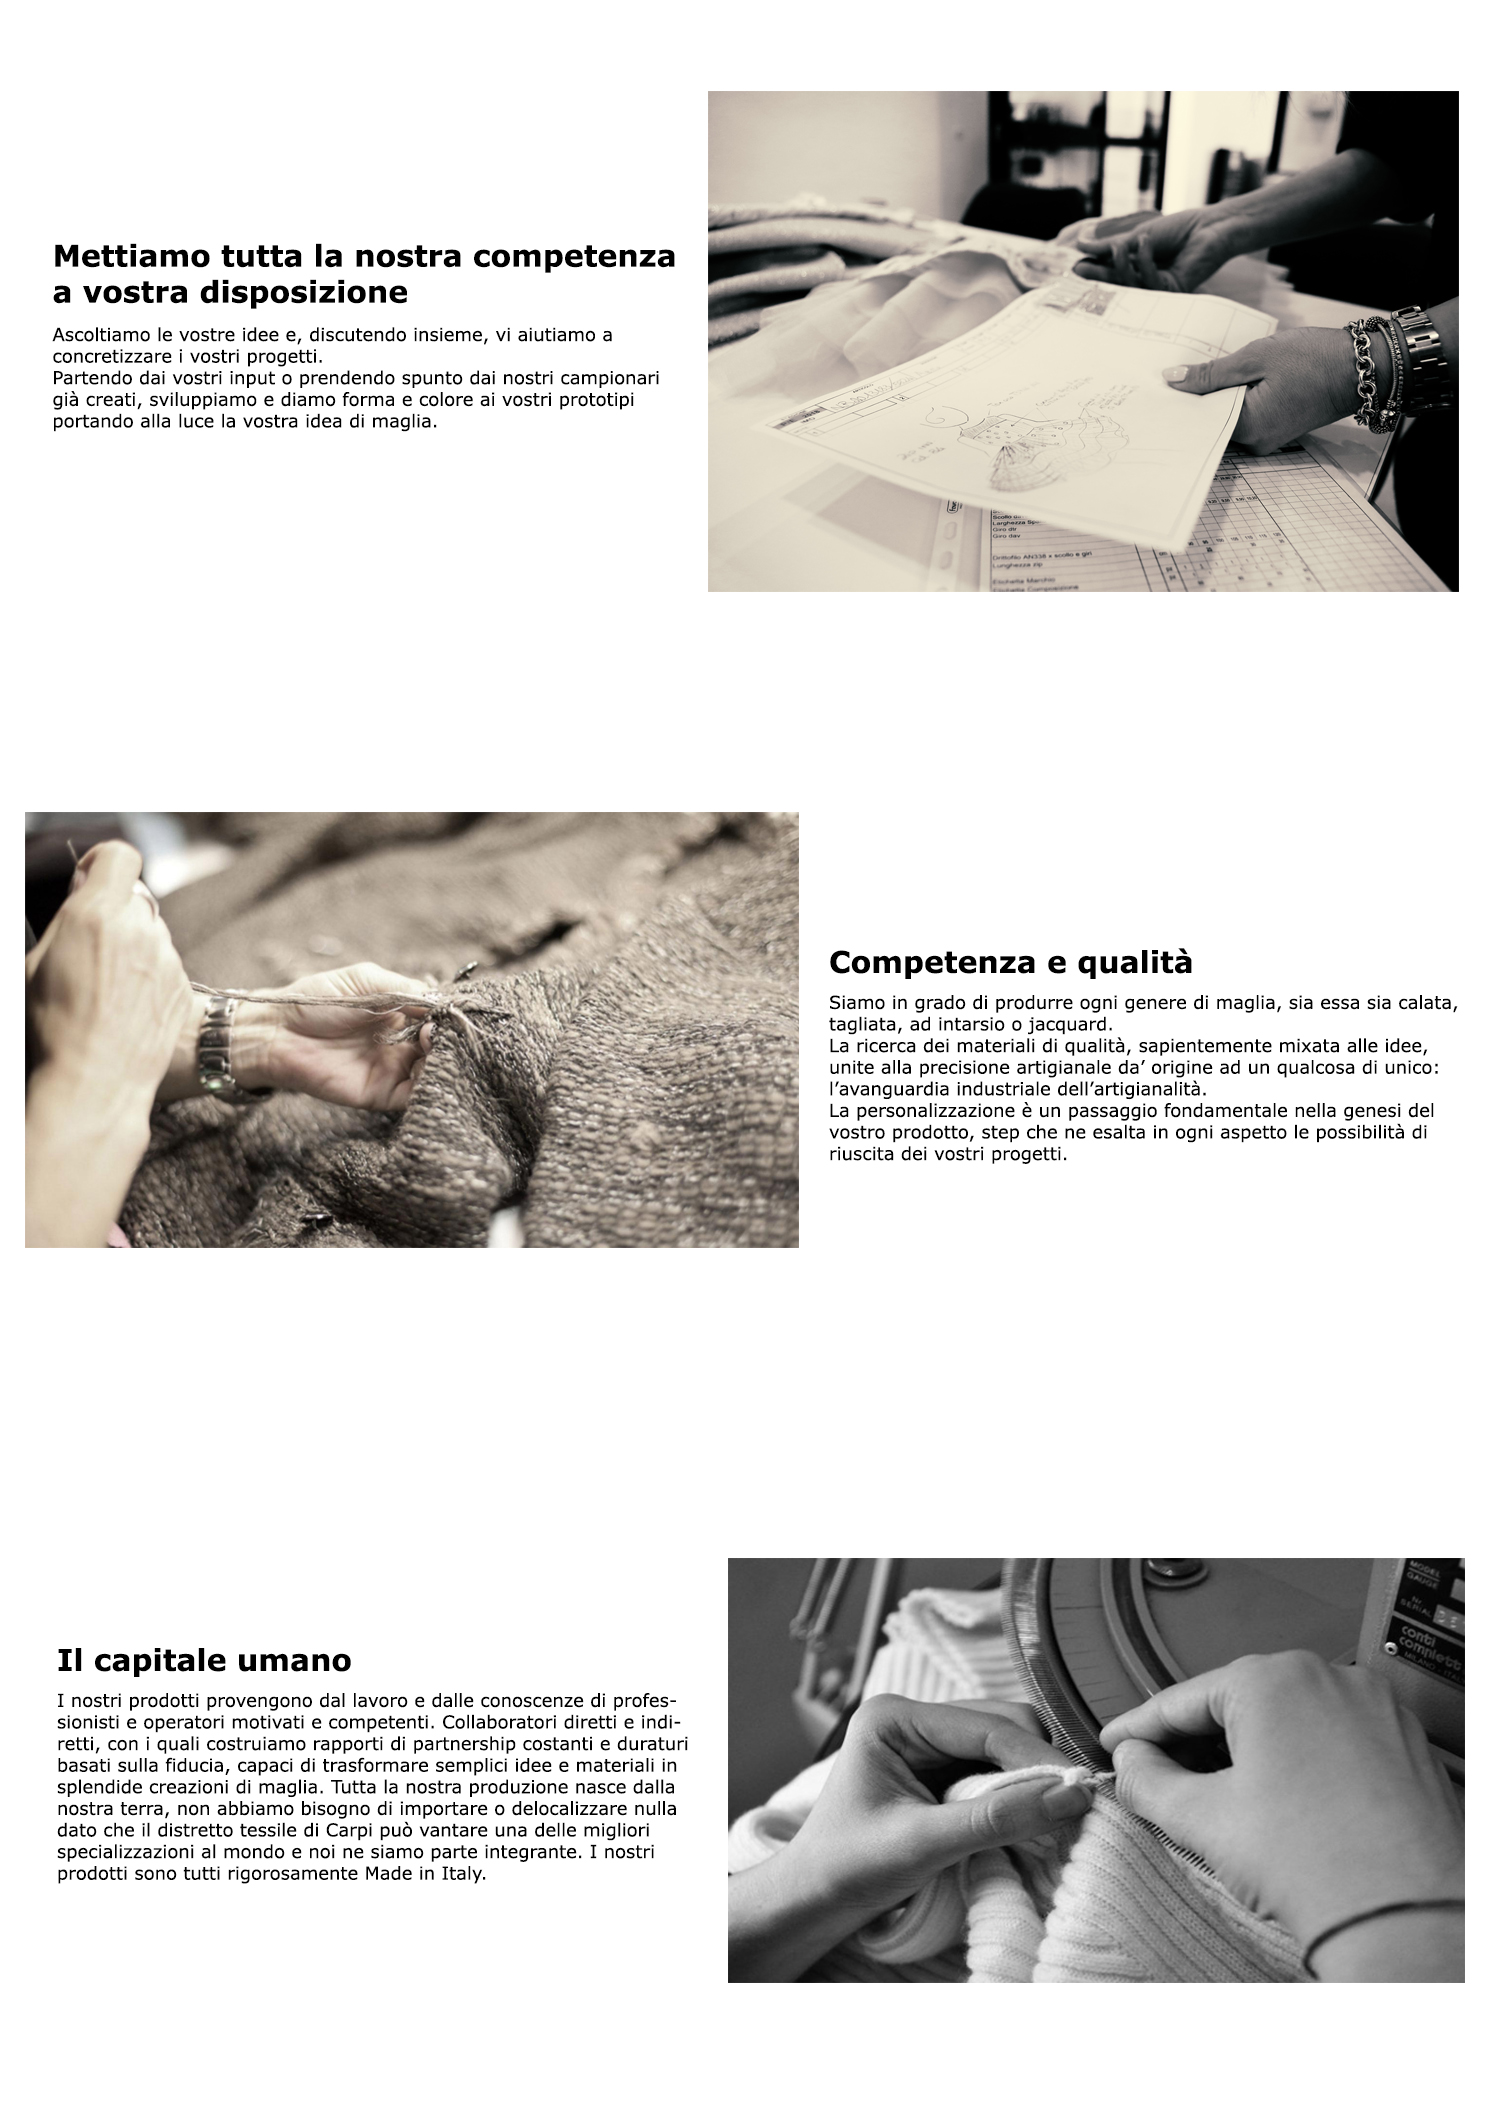 Mettiamo tutta la nostra competenza
a vostra disposizione
Ascoltiamo le vostre idee e, discutendo insieme, vi aiutiamo a
concretizzare i vostri progetti.
Partendo dai vostri input o prendendo spunto dai nostri campionari
già creati, sviluppiamo e diamo forma e colore ai vostri prototipi
portando alla luce la vostra idea di maglia.
Giro dir
Giro dav
Drittofilo AN338 x scollo e giri
Lunghezza zip
Etichetta Marchio
Etichetta Composizione
Competenza e qualità
Siamo in grado di produrre ogni genere di maglia, sia essa sia calata,
tagliata, ad intarsio o jacquard.
La ricerca dei materiali di qualità, sapientemente mixata alle idee,
unite alla precisione artigianale da’ origine ad un qualcosa di unico:
l’avanguardia industriale dell’artigianalità.
La personalizzazione è un passaggio fondamentale nella genesi del
vostro prodotto, step che ne esalta in ogni aspetto le possibilità di
riuscita dei vostri progetti.
Il capitale umano
I nostri prodotti provengono dal lavoro e dalle conoscenze di profes-
sionisti e operatori motivati e competenti. Collaboratori diretti e indi-
retti, con i quali costruiamo rapporti di partnership costanti e duraturi
basati sulla fiducia, capaci di trasformare semplici idee e materiali in
splendide creazioni di maglia. Tutta la nostra produzione nasce dalla
nostra terra, non abbiamo bisogno di importare o delocalizzare nulla
dato che il distretto tessile di Carpi può vantare una delle migliori
specializzazioni al mondo e noi ne siamo parte integrante. I nostri
prodotti sono tutti rigorosamente Made in Italy.
MODEL
GAUGE
Nr
SERIAL
conti
complett
MILANO - ITA